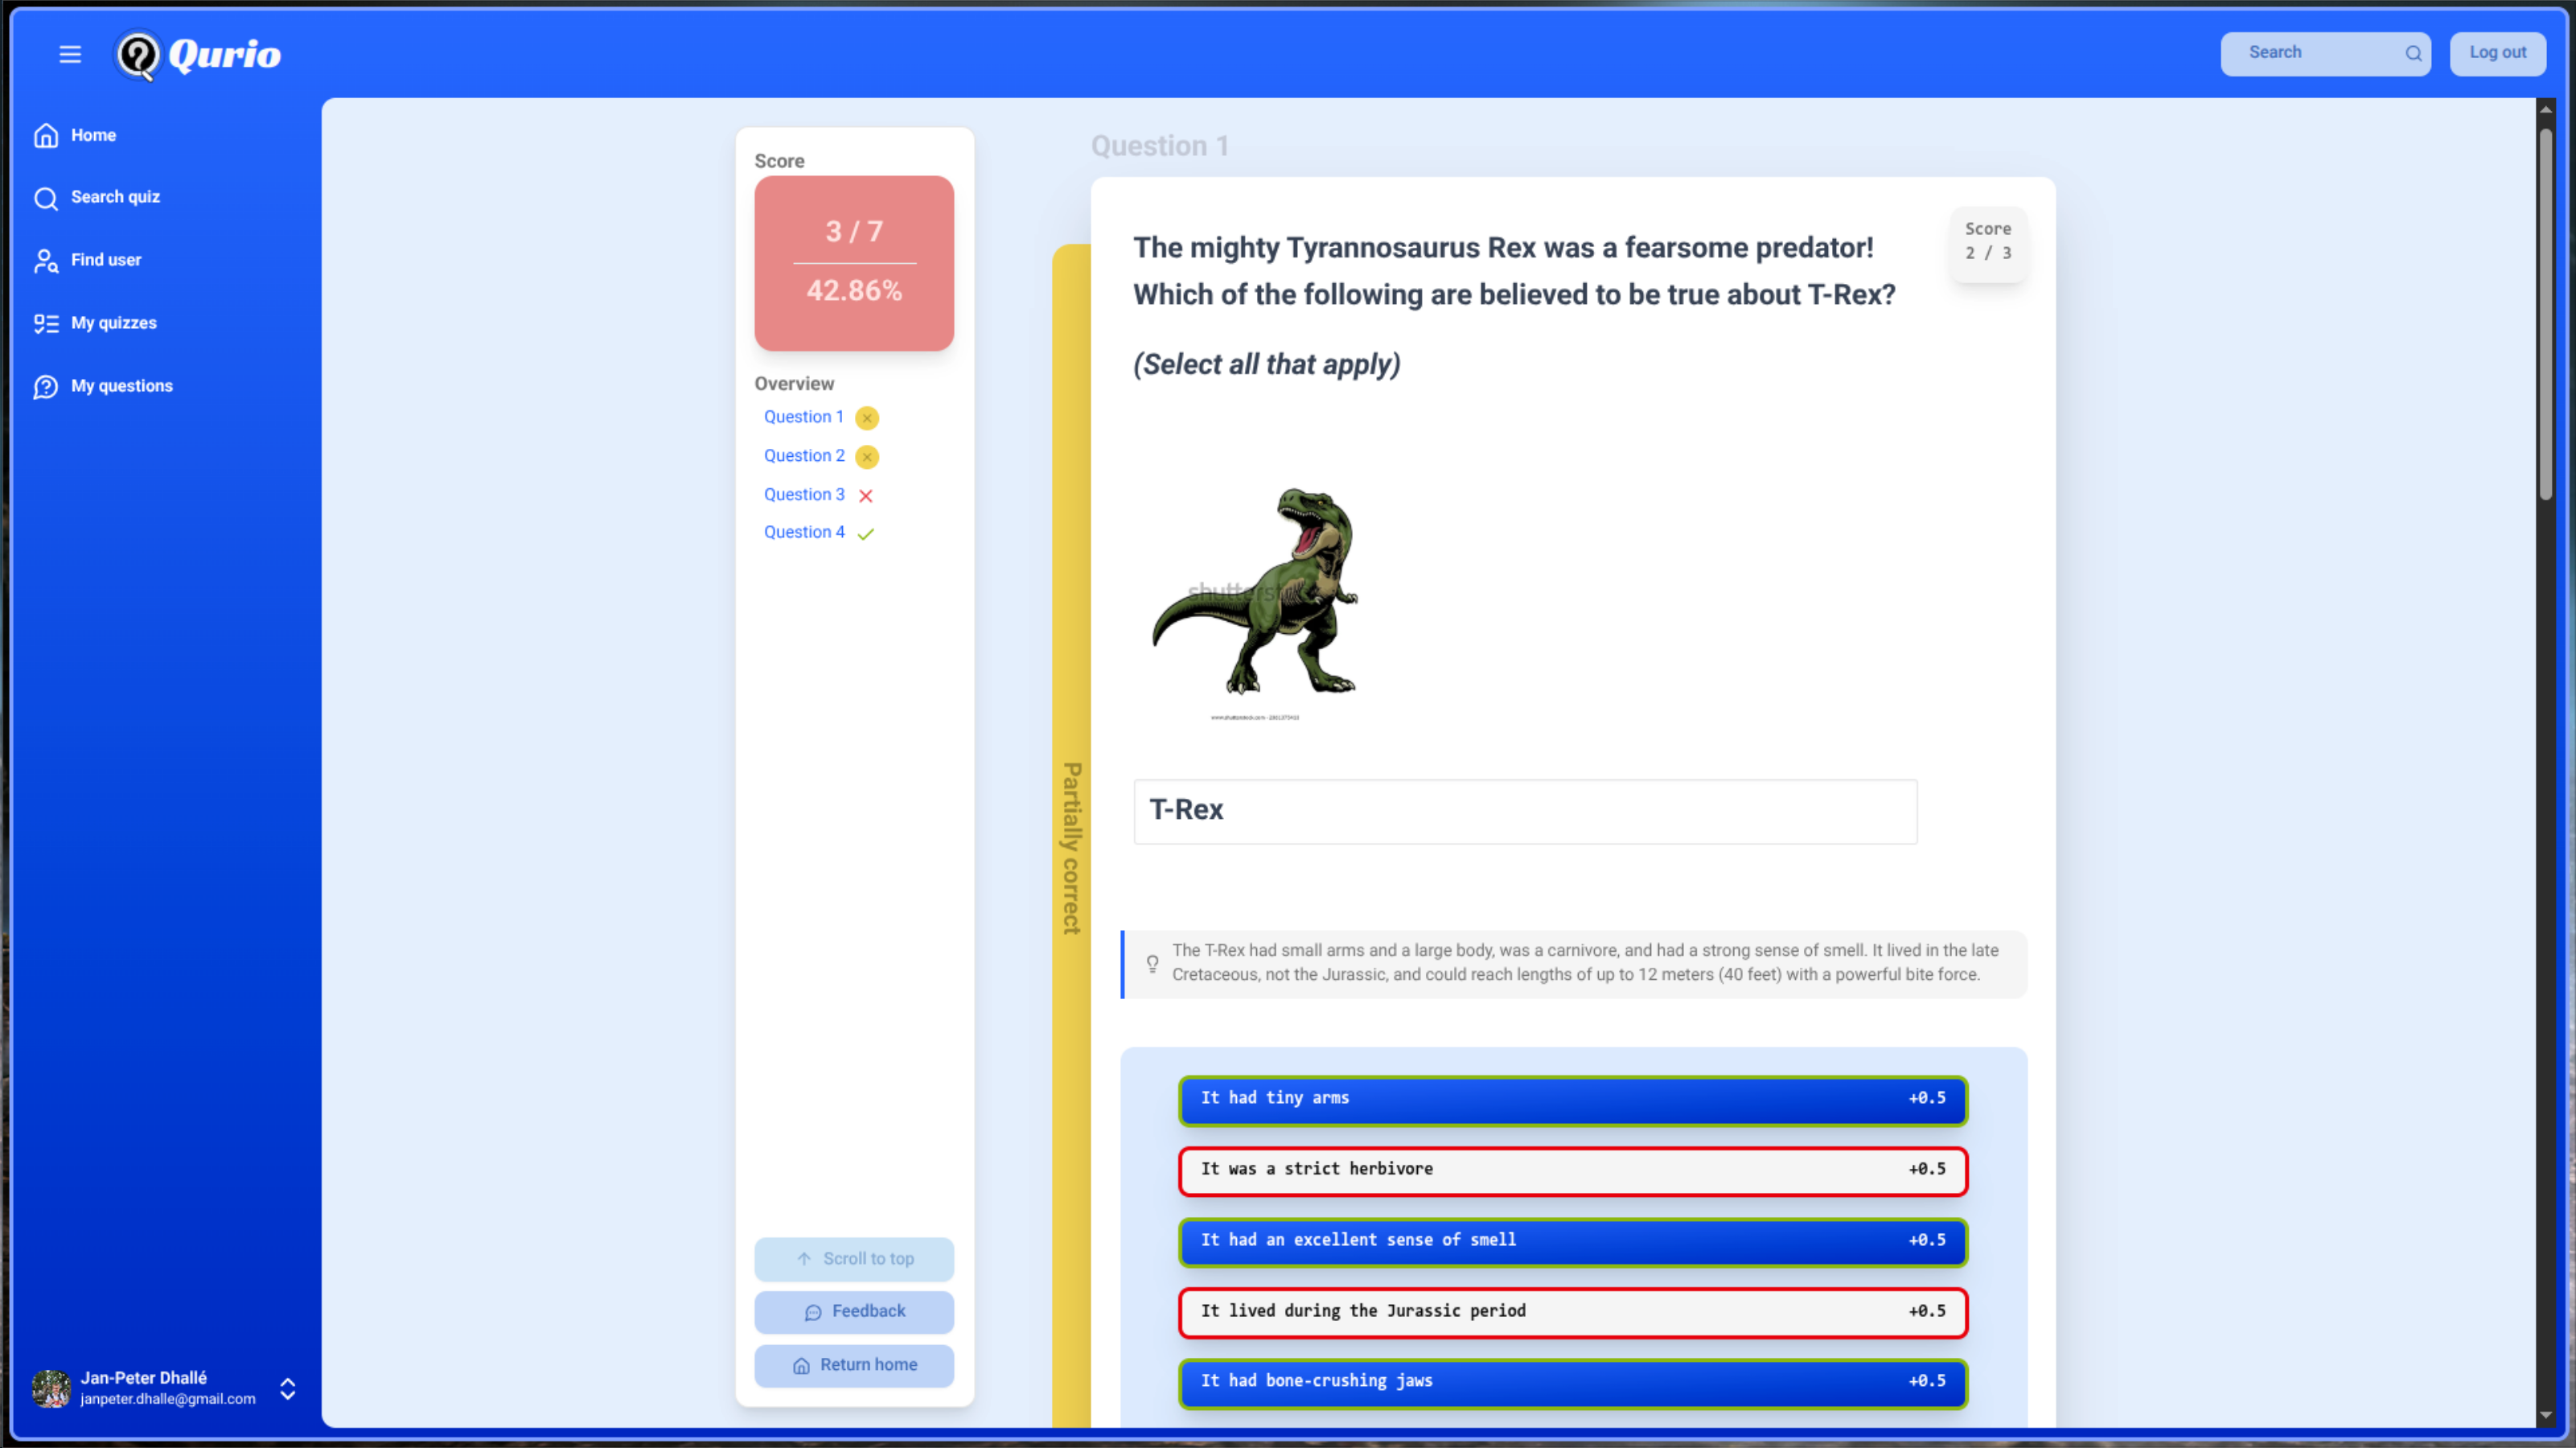 Qurio
Search
Log out
Home
Search quiz
Find user
My quizzes
My questions
Jan-Peter Dhallé
janpeter.dhalle@gmail.com
Score
3 / 7
42.86%
Overview
Question 1
Question 2
Question 3
Question 4
Scroll to top
Feedback
Return home
Question 1
Partially correct
The mighty Tyrannosaurus Rex was a fearsome predator!
Which of the following are believed to be true about T-Rex?
(Select all that apply)
Score
2 / 3
T-Rex
The T-Rex had small arms and a large body, was a carnivore, and had a strong sense of smell. It lived in the late
Cretaceous, not the Jurassic, and could reach lengths of up to 12 meters (40 feet) with a powerful bite force.
It had tiny arms +0.5
It was a strict herbivore +0.5
It had an excellent sense of smell +0.5
It lived during the Jurassic period +0.5
It had bone-crushing jaws +0.5